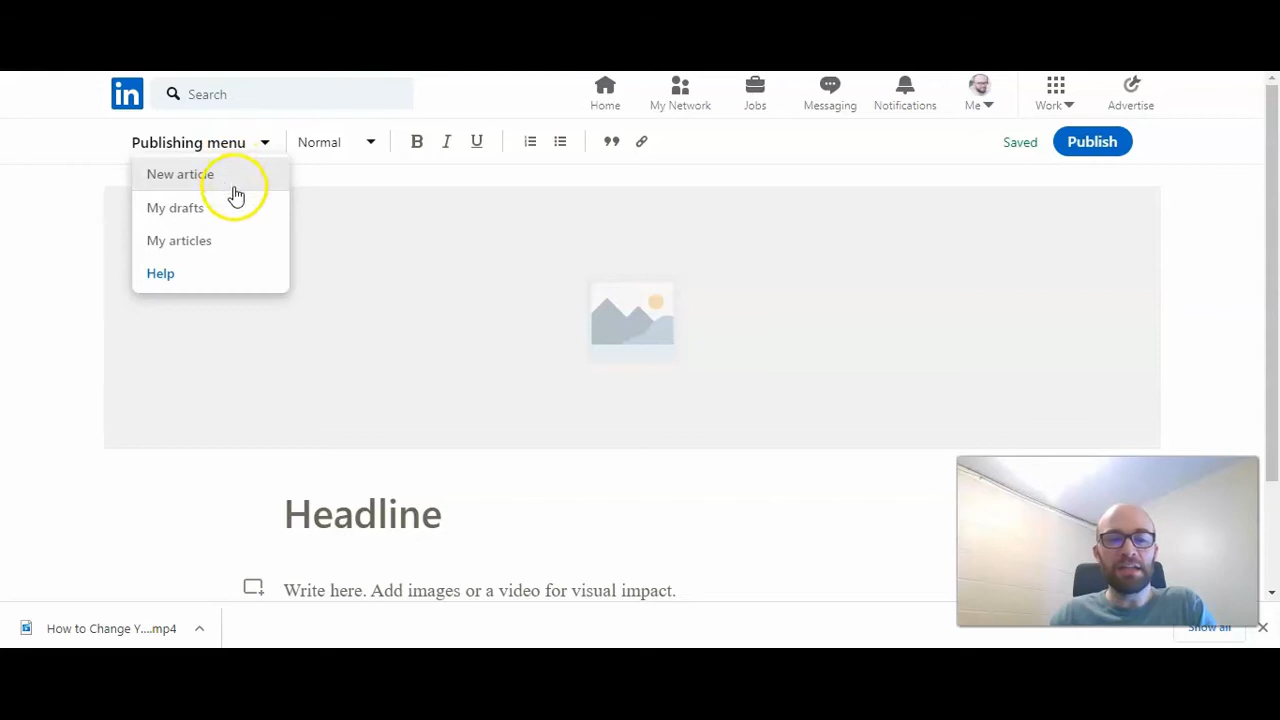 in
Search
Home
My Network
Jobs
Messaging
Notifications
Me
Work
Advertise
Publishing menu
Normal
B I U
Saved
Publish
New article
My drafts
My articles
Help
Headline
Write here. Add images or a video for visual impact.
How to Change Y....mp4
Show all